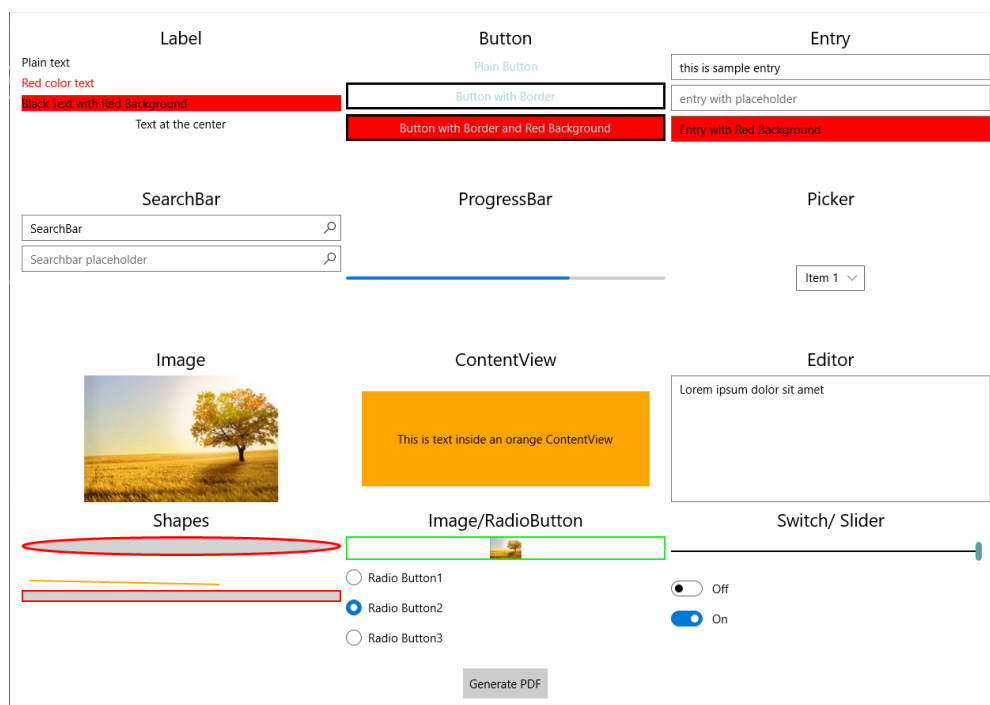 Label
Plain text
Red color text
Black Text with Red Background
Text at the center
Button
Plain Button
Button with Border
Button with Border and Red Background
Entry
this is sample entry
entry with placeholder
Entry with Red Background
SearchBar
SearchBar
Searchbar placeholder
ProgressBar
Picker
Item 1
Image
ContentView
This is text inside an orange ContentView
Editor
Lorem ipsum dolor sit amet
Shapes
Image/RadioButton
Radio Button1
Radio Button2
Radio Button3
Switch/ Slider
Off
On
Generate PDF